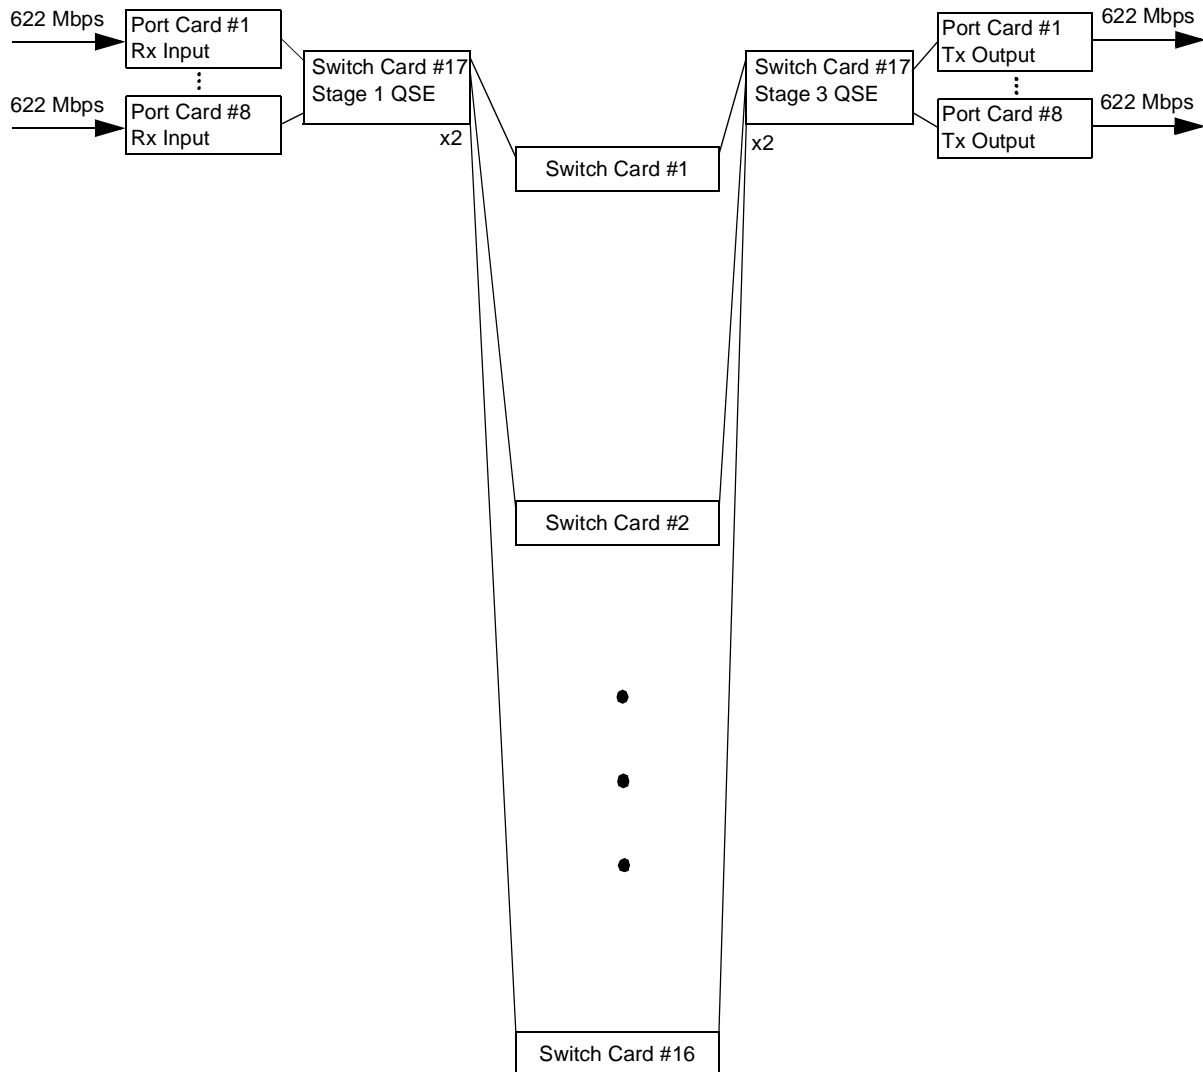 622 Mbps
Port Card #1
Rx Input
622 Mbps
Port Card #8
Rx Input
Switch Card #17
Stage 1 QSE
x2
Switch Card #1
Switch Card #2
Switch Card #16
Switch Card #17
Stage 3 QSE
x2
Port Card #1
Tx Output
622 Mbps
Port Card #8
Tx Output
622 Mbps